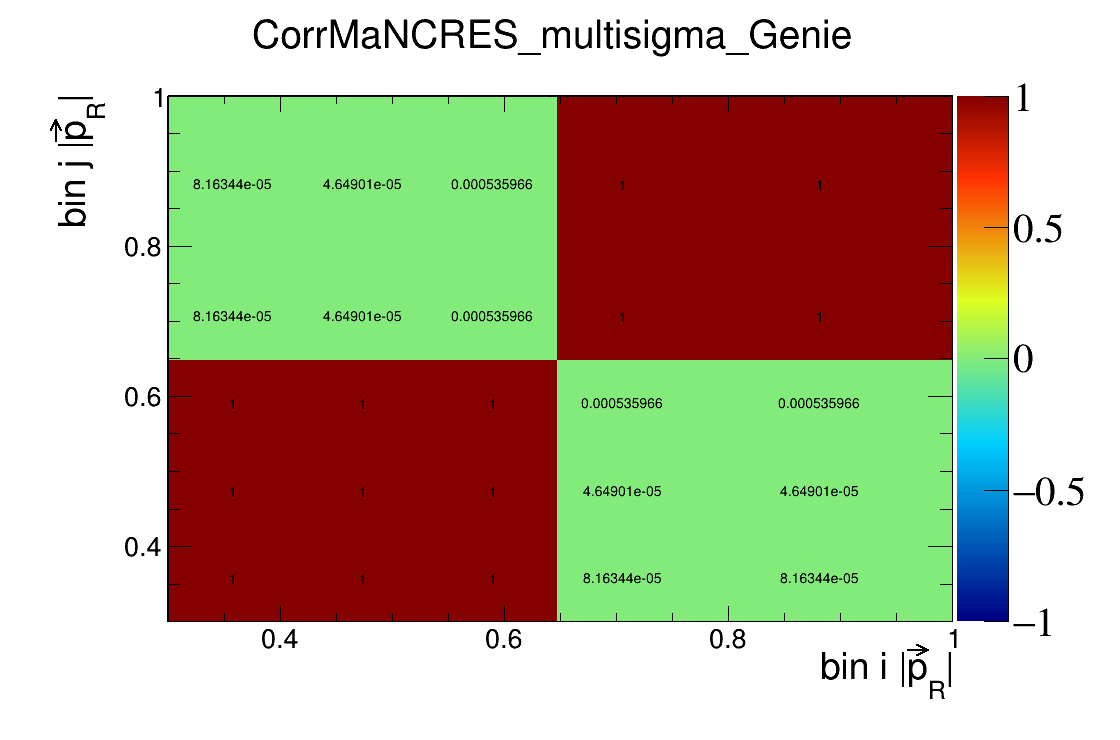 CorrMaNCRES_multisigma_Genie
bin j |p⃗_R|
1
0.8
0.6
0.4
8.16344e-05 4.64901e-05 0.000535966 1 1
8.16344e-05 4.64901e-05 0.000535966 1 1
1 1 1 0.000535966 0.000535966
1 1 1 4.64901e-05 4.64901e-05
1 1 1 8.16344e-05 8.16344e-05
0.4 0.6 0.8 1
bin i |p⃗_R|
1
0.5
0
−0.5
−1